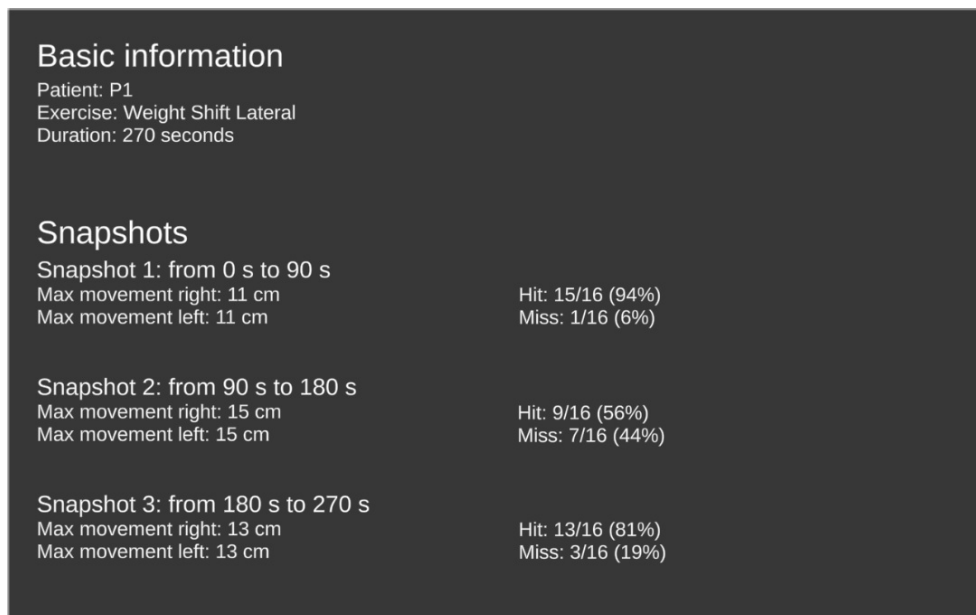 Basic information
Patient: P1
Exercise: Weight Shift Lateral
Duration: 270 seconds
Snapshots
Snapshot 1: from 0 s to 90 s
Max movement right: 11 cm
Hit: 15/16 (94%)
Max movement left: 11 cm
Miss: 1/16 (6%)
Snapshot 2: from 90 s to 180 s
Max movement right: 15 cm
Hit: 9/16 (56%)
Max movement left: 15 cm
Miss: 7/16 (44%)
Snapshot 3: from 180 s to 270 s
Max movement right: 13 cm
Hit: 13/16 (81%)
Max movement left: 13 cm
Miss: 3/16 (19%)